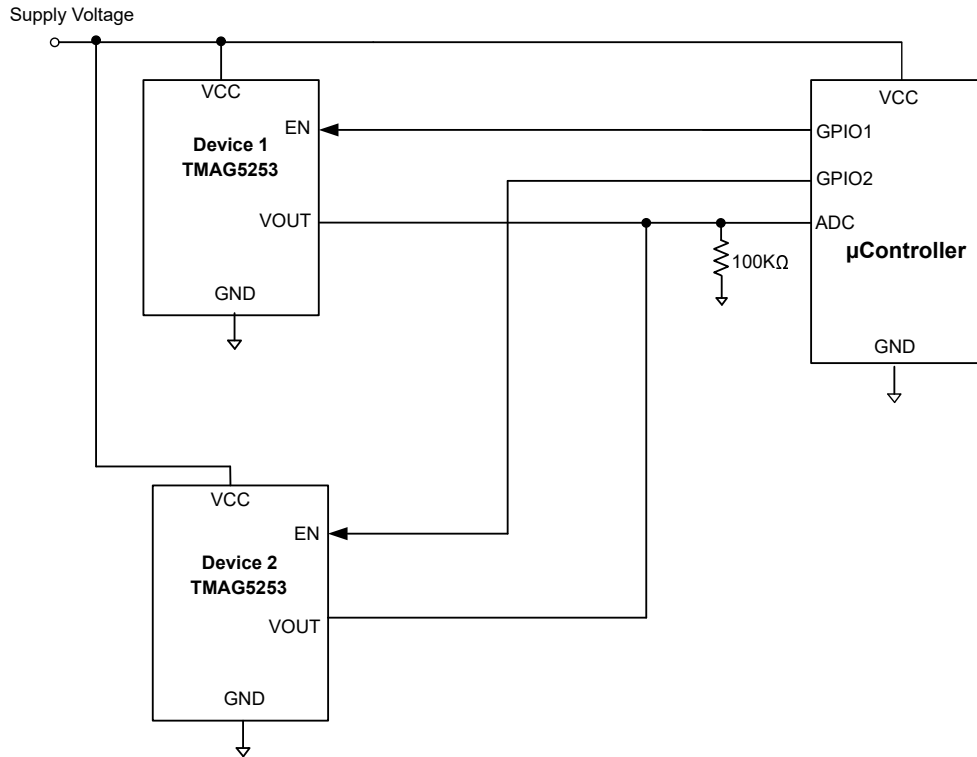 Supply Voltage
VCC
EN
Device 1
TMAG5253
VOUT
GND
VCC
GPIO1
GPIO2
ADC
µController
100KΩ
GND
VCC
EN
Device 2
TMAG5253
VOUT
GND